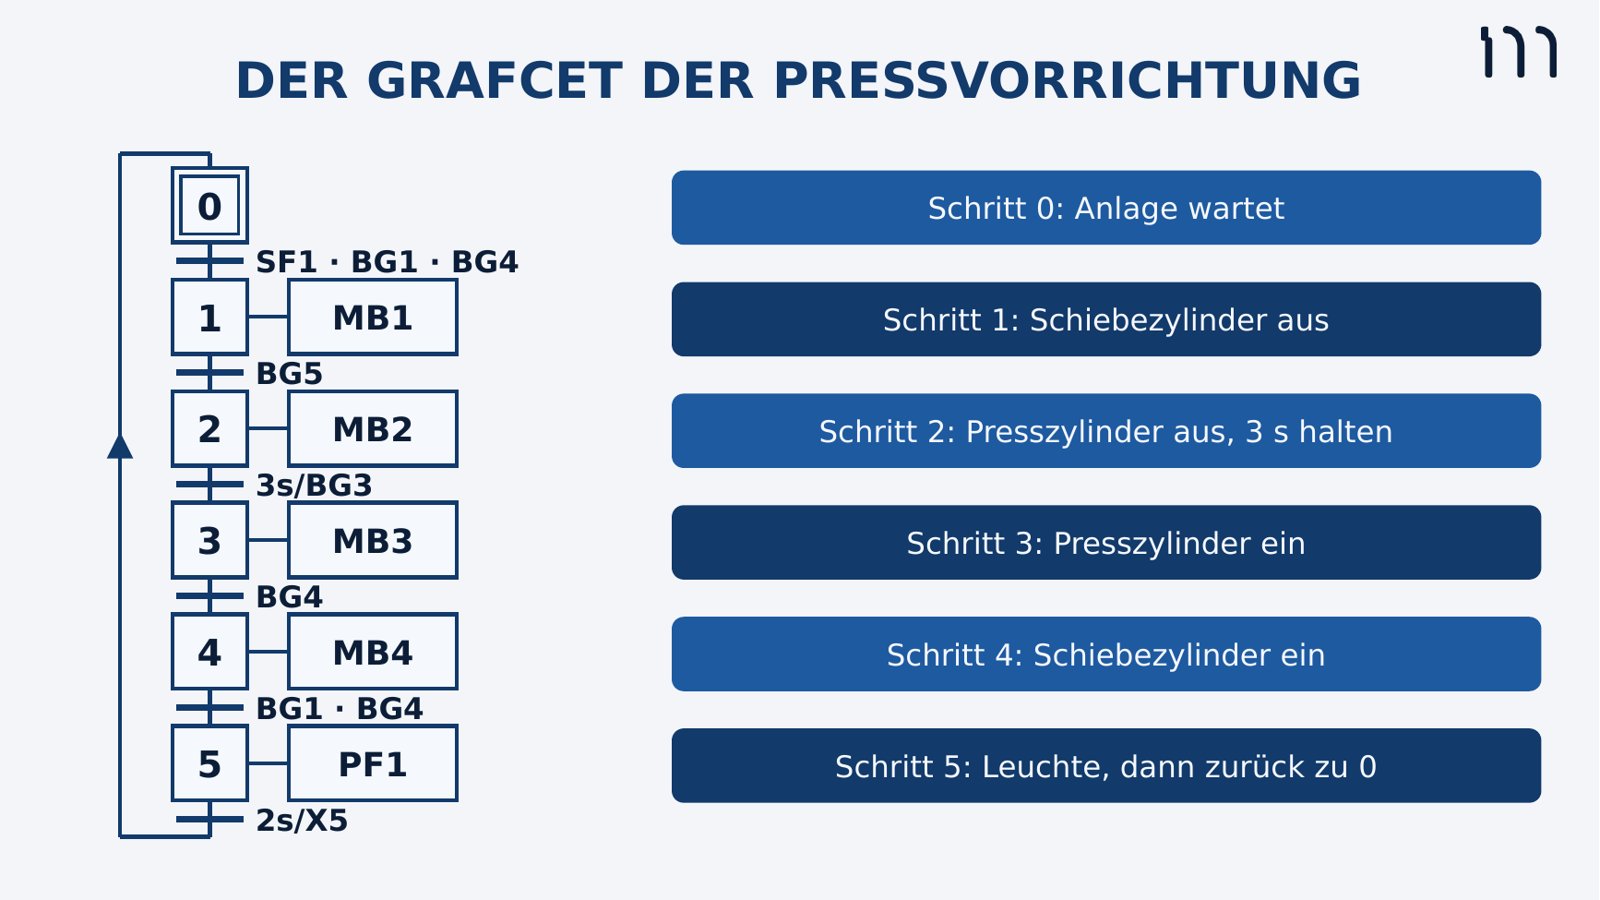 DER GRAFCET DER PRESSVORRICHTUNG
m
0
Schritt 0: Anlage wartet
SF1 · BG1 · BG4
1
MB1
Schritt 1: Schiebezylinder aus
BG5
2
MB2
Schritt 2: Presszylinder aus, 3 s halten
3s/BG3
3
MB3
Schritt 3: Presszylinder ein
BG4
4
MB4
Schritt 4: Schiebezylinder ein
BG1 · BG4
5
PF1
Schritt 5: Leuchte, dann zurück zu 0
2s/X5